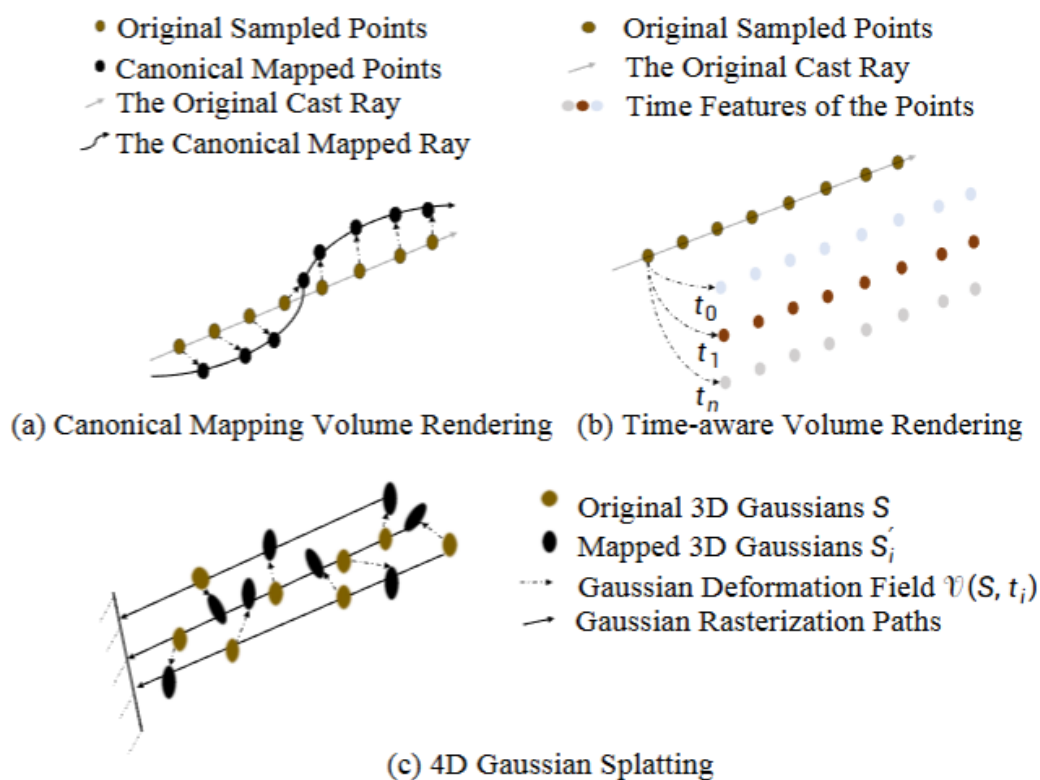 Original Sampled Points
Canonical Mapped Points
The Original Cast Ray
The Canonical Mapped Ray
(a) Canonical Mapping Volume Rendering
Original Sampled Points
The Original Cast Ray
Time Features of the Points
t₀
t₁
tₙ
(b) Time-aware Volume Rendering
Original 3D Gaussians S
Mapped 3D Gaussians S′ᵢ
Gaussian Deformation Field 𝒱(S, tᵢ)
Gaussian Rasterization Paths
(c) 4D Gaussian Splatting